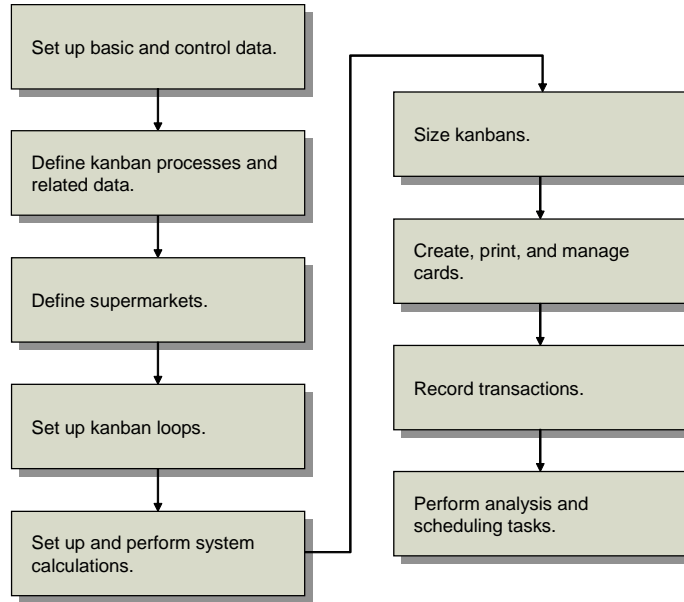 Set up basic and control data.
Define kanban processes and
related data.
Define supermarkets.
Set up kanban loops.
Set up and perform system
calculations.
Size kanbans.
Create, print, and manage
cards.
Record transactions.
Perform analysis and
scheduling tasks.